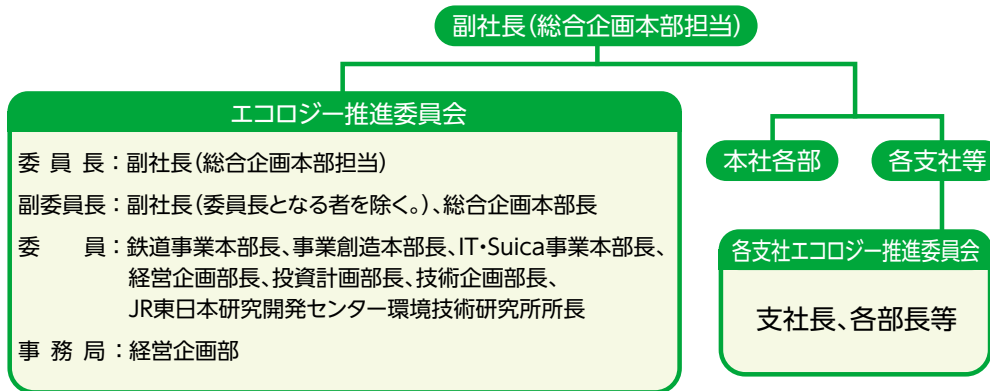 副社長(総合企画本部担当)
エコロジー推進委員会
委員長：副社長(総合企画本部担当)
副委員長：副社長(委員長となる者を除く。)、総合企画本部長
委　　員：鉄道事業本部長、事業創造本部長、IT・Suica事業本部長、
経営企画部長、投資計画部長、技術企画部長、
JR東日本研究開発センター環境技術研究所所長
事務局：経営企画部
本社各部
各支社等
各支社エコロジー推進委員会
支社長、各部長等